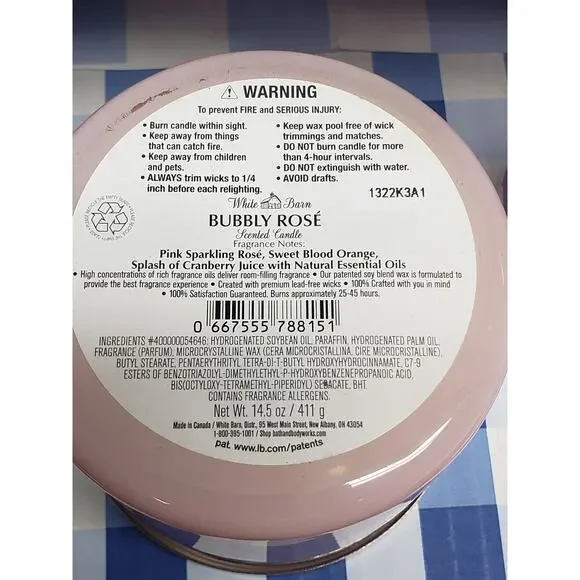 ⚠ WARNING
To prevent FIRE and SERIOUS INJURY:
• Burn candle within sight.
• Keep away from things
that can catch fire.
• Keep away from children
and pets.
• ALWAYS trim wicks to 1/4
inch before each relighting.
• Keep wax pool free of wick
trimmings and matches.
• DO NOT burn candle for more
than 4-hour intervals.
• DO NOT extinguish with water.
• AVOID drafts.
1322K3A1
White Barn
BUBBLY ROSÉ
Scented Candle
Fragrance Notes:
Pink Sparkling Rosé, Sweet Blood Orange,
Splash of Cranberry Juice with Natural Essential Oils
• High concentrations of rich fragrance oils deliver room-filling fragrance • Our patented soy blend wax is formulated to
provide the best fragrance experience • Created with premium lead-free wicks • 100% Crafted with you in mind
• 100% Satisfaction Guaranteed. Burns approximately 25-45 hours.
0 667555 788151
INGREDIENTS #400000054646: HYDROGENATED SOYBEAN OIL, PARAFFIN, HYDROGENATED PALM OIL,
FRAGRANCE (PARFUM), MICROCRYSTALLINE WAX (CERA MICROCRISTALLINA, CIRE MICROCRISTALLINE),
BUTYL STEARATE, PENTAERYTHRITYL TETRA-DI-T-BUTYL HYDROXYHYDROCINNAMATE, C7-9
ESTERS OF BENZOTRIAZOLYL-DIMETHYLETHYL-P-HYDROXYBENZENEPROPANOIC ACID,
BIS(OCTYLOXY-TETRAMETHYL-PIPERIDYL) SEBACATE, BHT.
CONTAINS FRAGRANCE ALLERGENS.
Net Wt. 14.5 oz / 411 g
Made in Canada / White Barn, Distr., 95 West Main Street, New Albany, OH 43054
1-800-395-1001 / Shop bathandbodyworks.com
pat. www.lb.com/patents